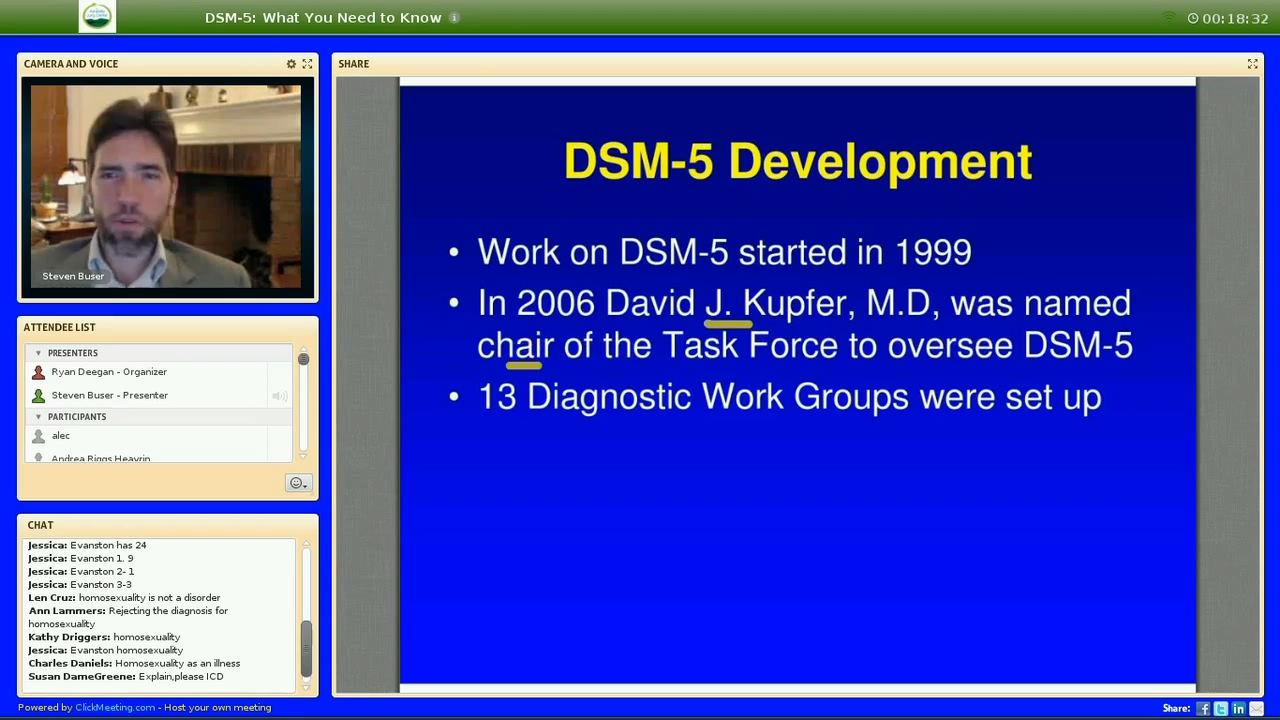 DSM-5: What You Need to Know
00:18:32
CAMERA AND VOICE
Steven Buser
ATTENDEE LIST
PRESENTERS
Ryan Deegan - Organizer
Steven Buser - Presenter
PARTICIPANTS
alec
Andrea Riggs Heavrin
CHAT
Jessica: Evanston has 24
Jessica: Evanston 1. 9
Jessica: Evanston 2- 1
Jessica: Evanston 3-3
Len Cruz: homosexuality is not a disorder
Ann Lammers: Rejecting the diagnosis for
homosexuality
Kathy Driggers: homosexuality
Jessica: Evanston homosexuality
Charles Daniels: Homosexuality as an illness
Susan DameGreene: Explain,please ICD
SHARE
DSM-5 Development
• Work on DSM-5 started in 1999
• In 2006 David J. Kupfer, M.D, was named
chair of the Task Force to oversee DSM-5
• 13 Diagnostic Work Groups were set up
Powered by ClickMeeting.com - Host your own meeting
Share: